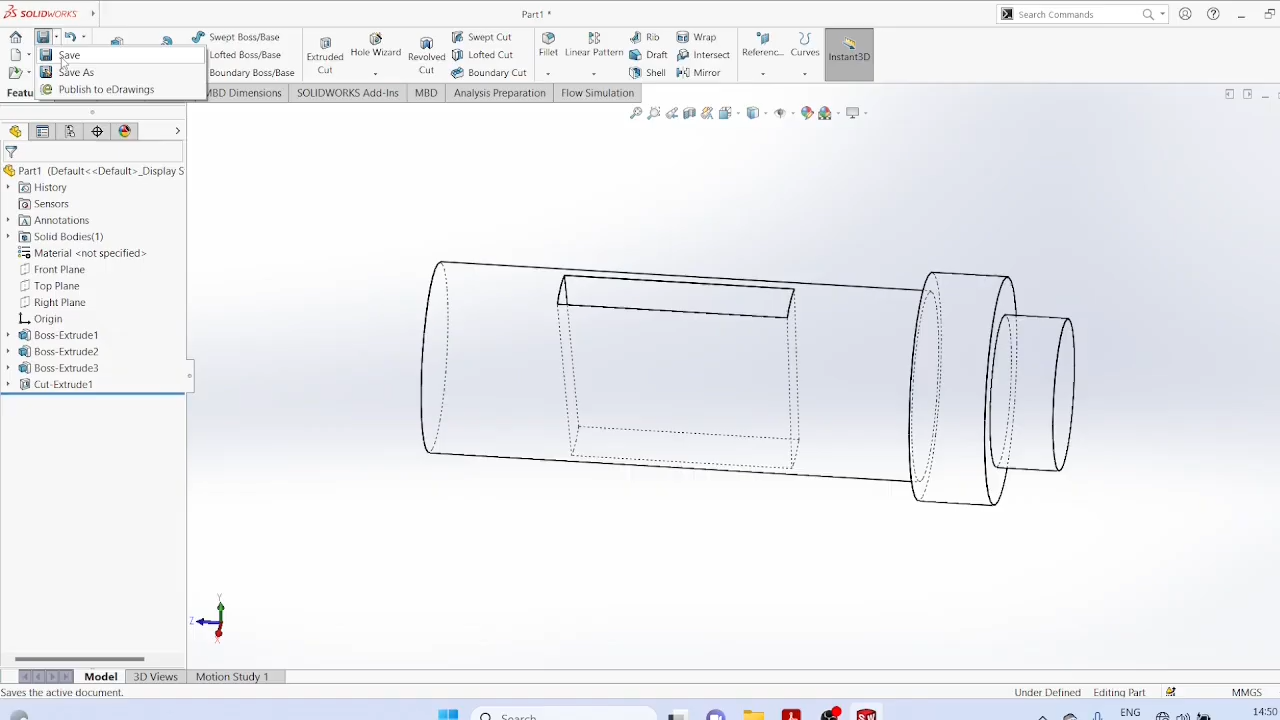 SOLIDWORKS
Part1 *
Search Commands
Save
Save As
Publish to eDrawings
Swept Boss/Base
Lofted Boss/Base
Boundary Boss/Base
Extruded
Cut
Hole Wizard
Revolved
Cut
Swept Cut
Lofted Cut
Boundary Cut
Fillet
Linear Pattern
Rib
Draft
Shell
Wrap
Intersect
Mirror
Referenc...
Curves
Instant3D
Featu
MBD Dimensions
SOLIDWORKS Add-Ins
MBD
Analysis Preparation
Flow Simulation
Part1 (Default<<Default>_Display S
History
Sensors
Annotations
Solid Bodies(1)
Material <not specified>
Front Plane
Top Plane
Right Plane
Origin
Boss-Extrude1
Boss-Extrude2
Boss-Extrude3
Cut-Extrude1
Y
Z
X
Model
3D Views
Motion Study 1
Saves the active document.
Under Defined
Editing Part
MMGS
Search
ENG
14:50